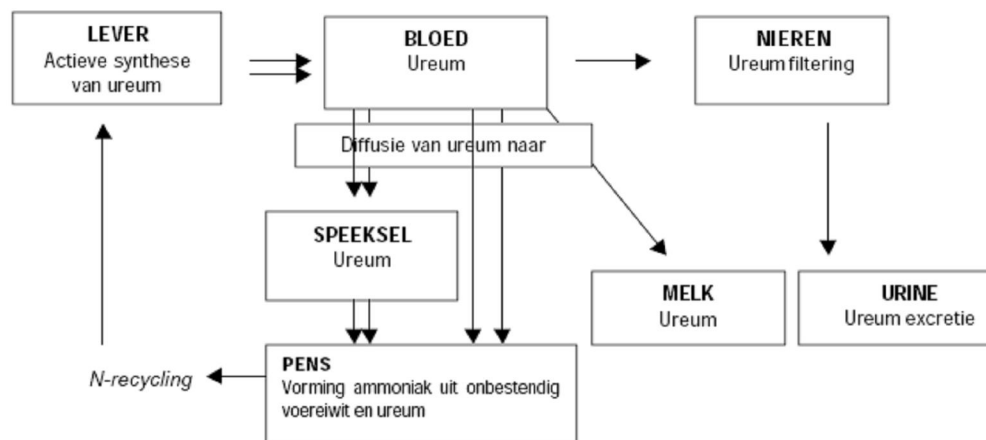 LEVER
Actieve synthese
van ureum
BLOED
Ureum
NIEREN
Ureum filtering
Diffusie van ureum naar
SPEEKSEL
Ureum
MELK
Ureum
URINE
Ureum excretie
N-recycling
PENS
Vorming ammoniak uit onbestendig
voereiwit en ureum